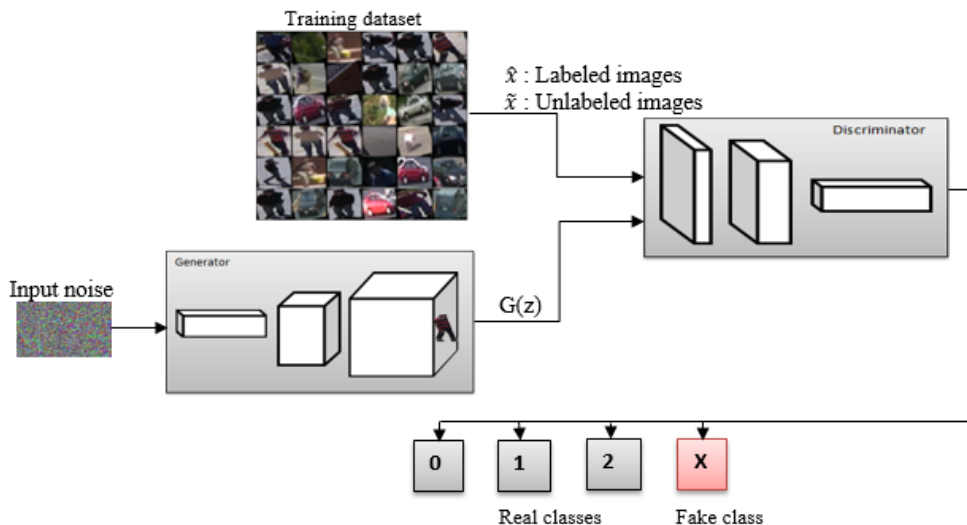 Training dataset
x̂ : Labeled images
x̃ : Unlabeled images
Discriminator
Generator
Input noise
G(z)
0 1 2 X
Real classes Fake class